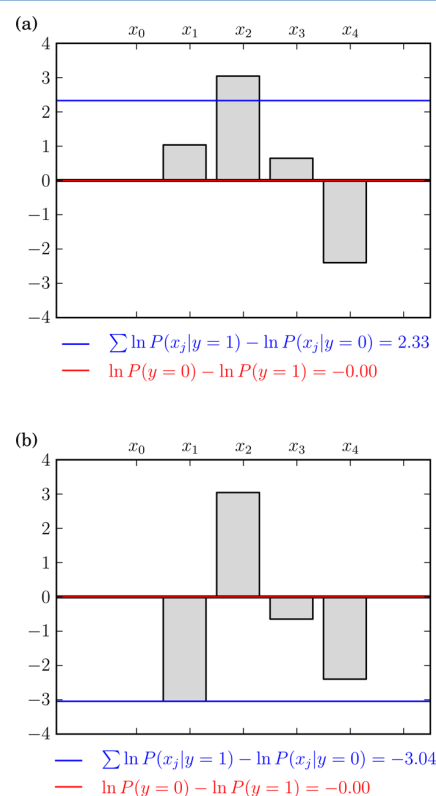 (a)
x₀ x₁ x₂ x₃ x₄
4
3
2
1
0
−1
−2
−3
−4
∑ ln P(xⱼ|y = 1) − ln P(xⱼ|y = 0) = 2.33
ln P(y = 0) − ln P(y = 1) = −0.00
(b)
x₀ x₁ x₂ x₃ x₄
3
2
1
0
−1
−2
−3
−4
∑ ln P(xⱼ|y = 1) − ln P(xⱼ|y = 0) = −3.04
ln P(y = 0) − ln P(y = 1) = −0.00